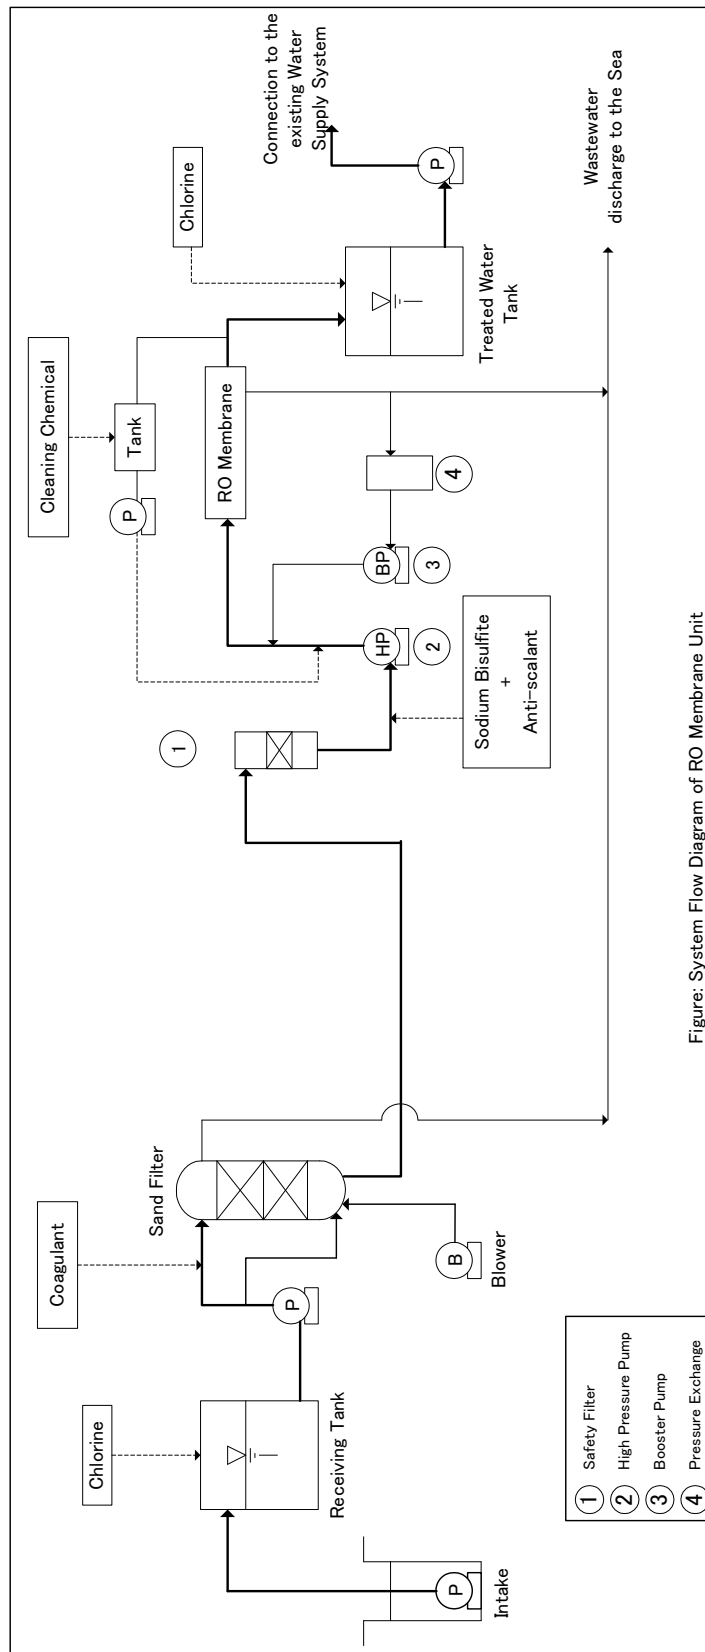 Chlorine
Coagulant
Cleaning Chemical
Chlorine
Connection to the
existing Water
Supply System
Sand Filter
Tank
P
RO Membrane
P
P
Receiving Tank
P
B
Blower
Intake
1
HP
2
BP
3
4
Sodium Bisulfite
+
Anti-scalant
Treated Water
Tank
Wastewater
discharge to the Sea
1 Safety Filter
2 High Pressure Pump
3 Booster Pump
4 Pressure Exchange
Figure: System Flow Diagram of RO Membrane Unit